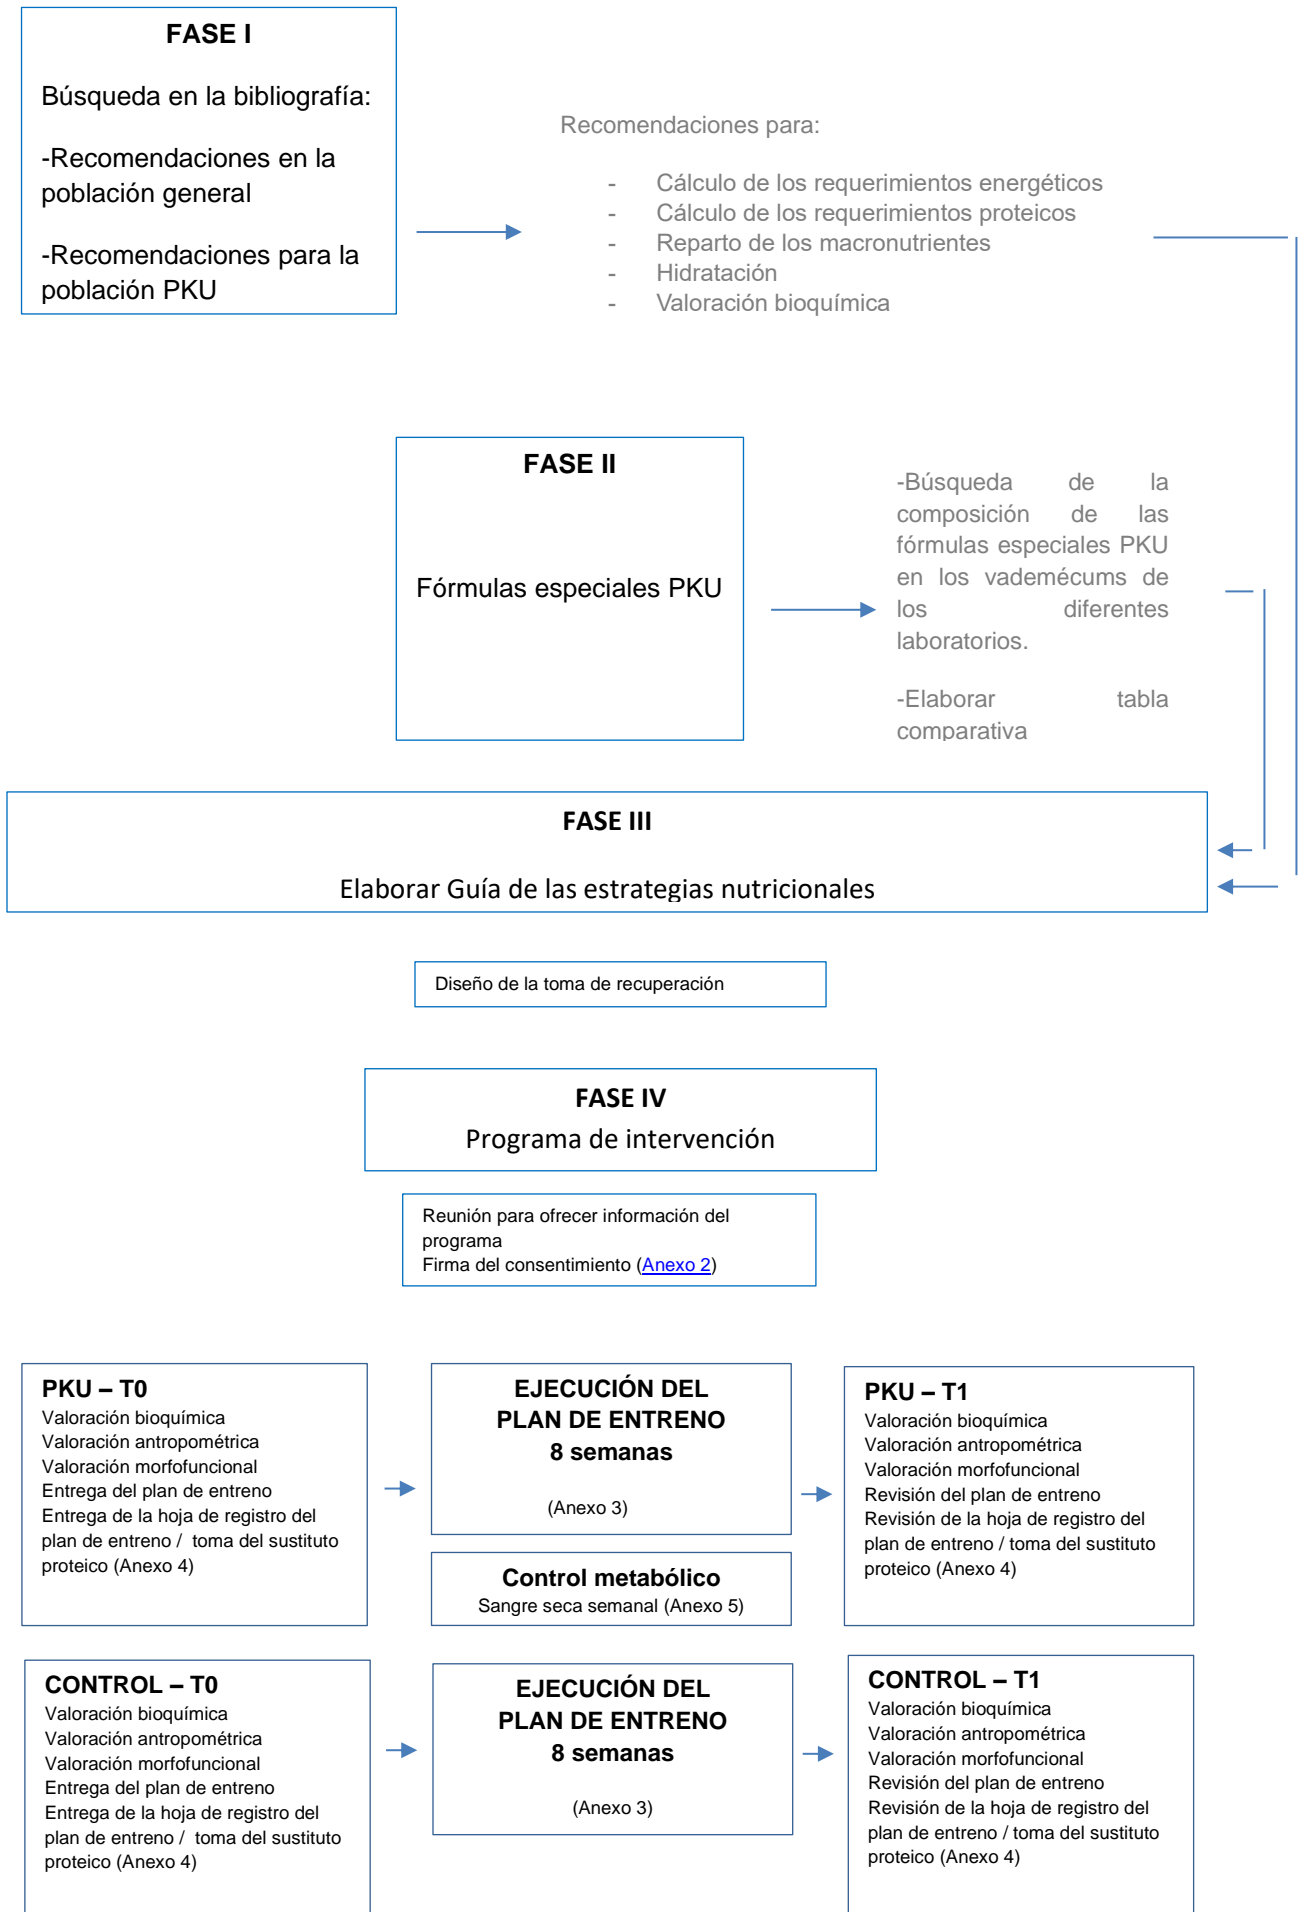 FASE I
Búsqueda en la bibliografía:
-Recomendaciones en la
población general
-Recomendaciones para la
población PKU
Recomendaciones para:
- Cálculo de los requerimientos energéticos
- Cálculo de los requerimientos proteicos
- Reparto de los macronutrientes
- Hidratación
- Valoración bioquímica
FASE II
Fórmulas especiales PKU
-Búsqueda de la
composición de las
fórmulas especiales PKU
en los vademécums de
los diferentes
laboratorios.
-Elaborar tabla
comparativa
FASE III
Elaborar Guía de las estrategias nutricionales
Diseño de la toma de recuperación
FASE IV
Programa de intervención
Reunión para ofrecer información del
programa
Firma del consentimiento (Anexo 2)
PKU – T0
Valoración bioquímica
Valoración antropométrica
Valoración morfofuncional
Entrega del plan de entreno
Entrega de la hoja de registro del
plan de entreno / toma del sustituto
proteico (Anexo 4)
EJECUCIÓN DEL
PLAN DE ENTRENO
8 semanas
(Anexo 3)
Control metabólico
Sangre seca semanal (Anexo 5)
PKU – T1
Valoración bioquímica
Valoración antropométrica
Valoración morfofuncional
Revisión del plan de entreno
Revisión de la hoja de registro del
plan de entreno / toma del sustituto
proteico (Anexo 4)
CONTROL – T0
Valoración bioquímica
Valoración antropométrica
Valoración morfofuncional
Entrega del plan de entreno
Entrega de la hoja de registro del
plan de entreno / toma del sustituto
proteico (Anexo 4)
EJECUCIÓN DEL
PLAN DE ENTRENO
8 semanas
(Anexo 3)
CONTROL – T1
Valoración bioquímica
Valoración antropométrica
Valoración morfofuncional
Revisión del plan de entreno
Revisión de la hoja de registro del
plan de entreno / toma del sustituto
proteico (Anexo 4)